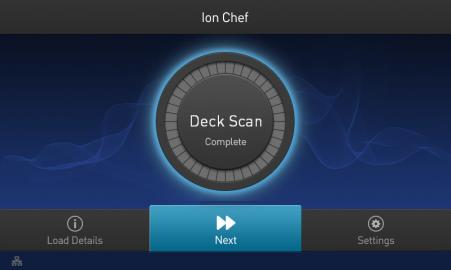 Ion Chef
Deck Scan
Complete
Load Details
Next
Settings